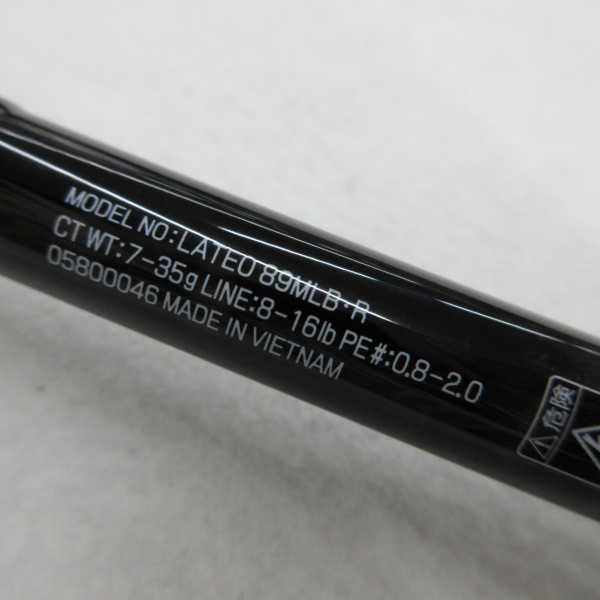 MODEL NO:LATEO 89MLB・R
CT WT:7-35g LINE:8-16lb PE#:0.8-2.0
05800046 MADE IN VIETNAM
危険